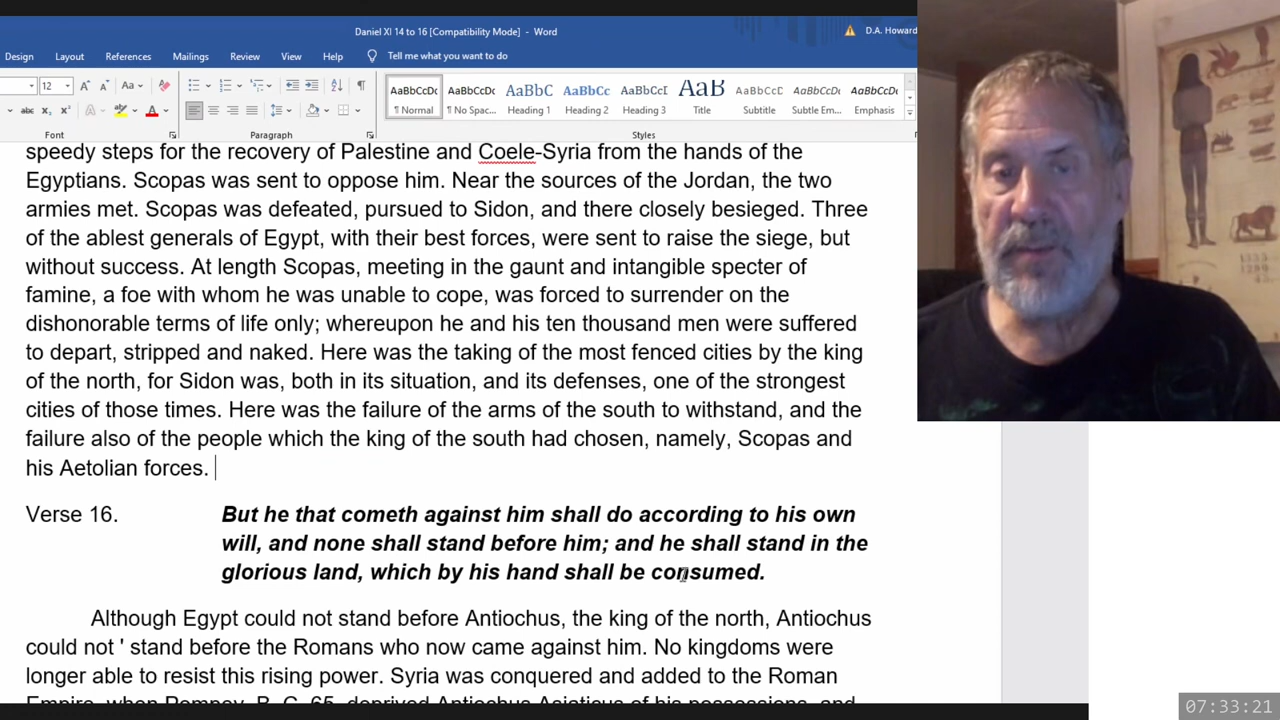 Daniel XI 14 to 16 [Compatibility Mode] - Word
D.A. Howard
Design Layout References Mailings Review View Help Tell me what you want to do
12 Aa
AaBbCcDc AaBbCcDc AaBbC AaBbCc AaBbCcD AaB AaBbCcD AaBbCcDc AaBbCcDc
¶ Normal ¶ No Spac... Heading 1 Heading 2 Heading 3 Title Subtitle Subtle Em... Emphasis
Font Paragraph Styles
speedy steps for the recovery of Palestine and Coele-Syria from the hands of the
Egyptians. Scopas was sent to oppose him. Near the sources of the Jordan, the two
armies met. Scopas was defeated, pursued to Sidon, and there closely besieged. Three
of the ablest generals of Egypt, with their best forces, were sent to raise the siege, but
without success. At length Scopas, meeting in the gaunt and intangible specter of
famine, a foe with whom he was unable to cope, was forced to surrender on the
dishonorable terms of life only; whereupon he and his ten thousand men were suffered
to depart, stripped and naked. Here was the taking of the most fenced cities by the king
of the north, for Sidon was, both in its situation, and its defenses, one of the strongest
cities of those times. Here was the failure of the arms of the south to withstand, and the
failure also of the people which the king of the south had chosen, namely, Scopas and
his Aetolian forces.
Verse 16. But he that cometh against him shall do according to his own
will, and none shall stand before him; and he shall stand in the
glorious land, which by his hand shall be consumed.
Although Egypt could not stand before Antiochus, the king of the north, Antiochus
could not ' stand before the Romans who now came against him. No kingdoms were
longer able to resist this rising power. Syria was conquered and added to the Roman
Empire, when Pompey, B. C. 65, deprived Antiochus Asiaticus of his possessions, and
07:33:21